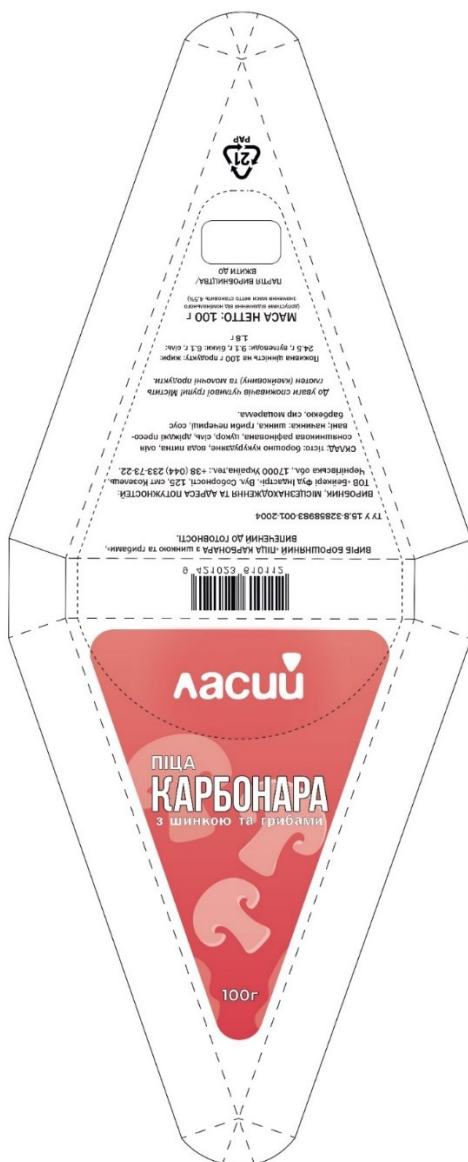 ласий
ПІЦА
КАРБОНАРА
з шинкою та грибами
100г
9 421023 610112
ВИРІБ БОРОШНЯНИЙ «ПІЦА КАРБОНАРА з шинкою та грибами»,
ВИПЕЧЕНИЙ ДО ГОТОВНОСТІ.
ТУ У 15.8-32858983-001-2004
ВИРОБНИК, МІСЦЕЗНАХОДЖЕННЯ ТА АДРЕСА ПОТУЖНОСТЕЙ:
ТОВ «Бейкері Фуд Індастрі», Вул. Соборності, 125, смт Козелець,
Чернігівська обл. 17000 Україна,тел.: +38 (044) 233-73-22
СКЛАД: тісто: борошно кукурудзяне, вода питна, олія
соняшникова рафінована, цукор, сіль, дріжджі пресо-
вані; начинка: шинка, гриби печериці, соус
барбекю, сир моцарела.
До уваги споживачів чутливої групи! Містить
глютен (клейковину) та молочні продукти.
Поживна цінність на 100 г продукту: жири:
24.5 г, вуглеводи: 9.1 г, білки: 6.1 г, сіль:
1.8 г
МАСА НЕТТО: 100 г
(допустиме відхилення від номінального
значення маси нетто становить 4,5%)
ПАРТІЯ ВИРОБНИЦТВА/
ВЖИТИ ДО
21
PAP